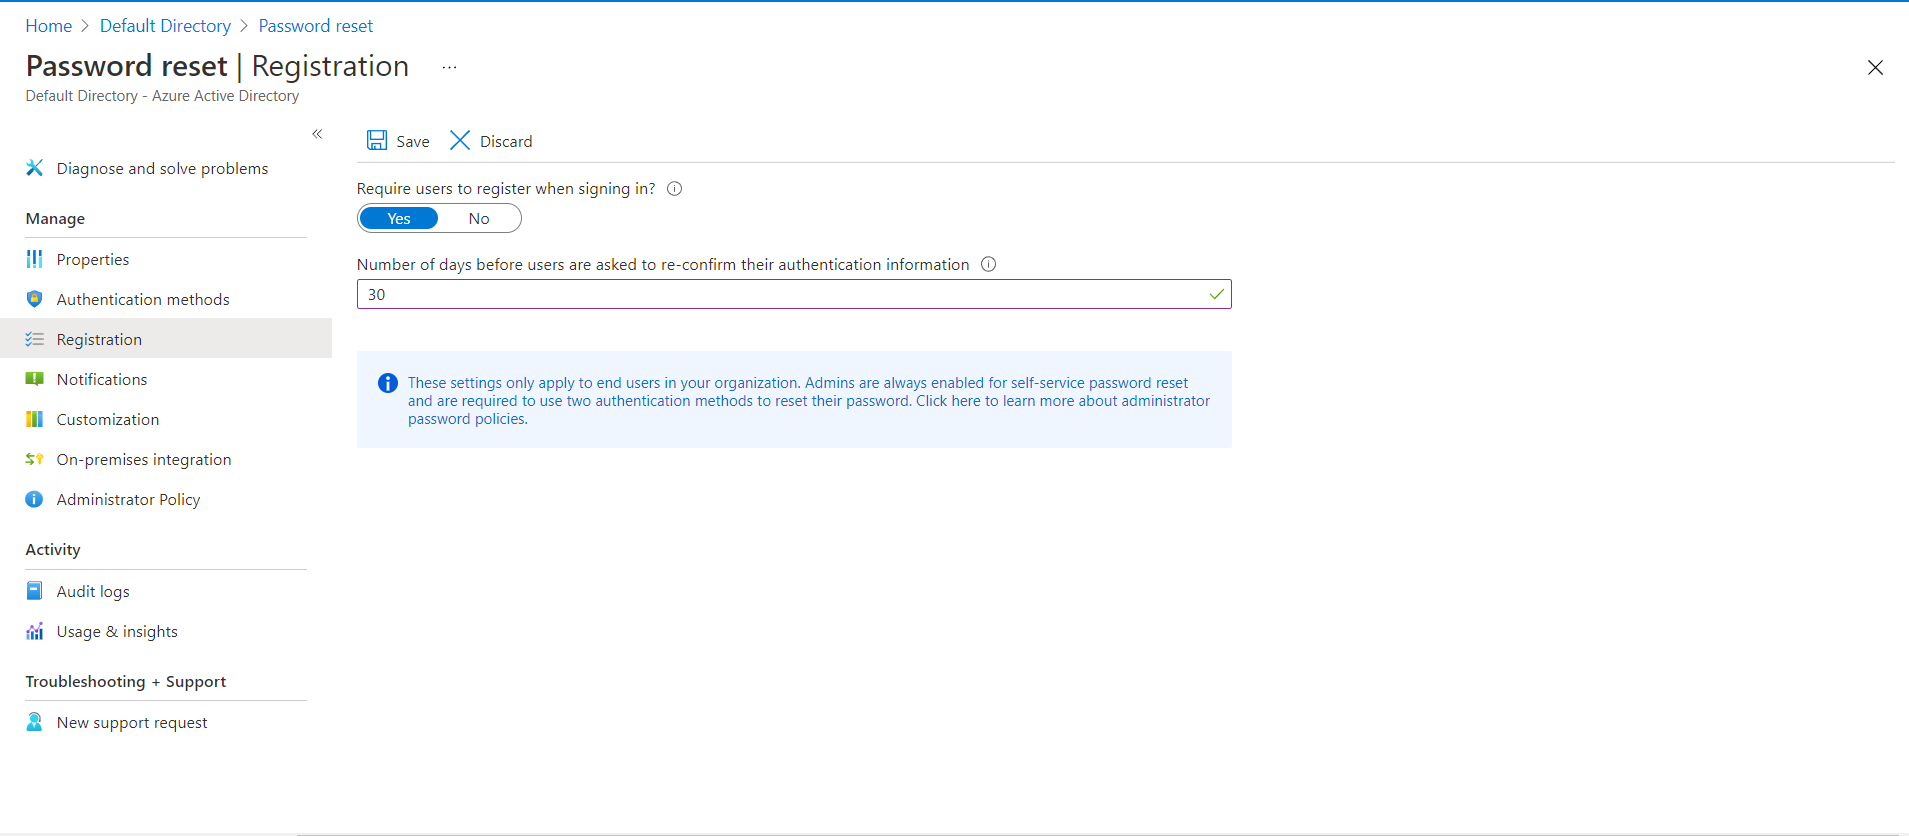 Home > Default Directory > Password reset
Password reset | Registration ...
Default Directory - Azure Active Directory
«
Diagnose and solve problems
Manage
Properties
Authentication methods
Registration
Notifications
Customization
On-premises integration
Administrator Policy
Activity
Audit logs
Usage & insights
Troubleshooting + Support
New support request
Save Discard
Require users to register when signing in?
Yes No
Number of days before users are asked to re-confirm their authentication information
30
These settings only apply to end users in your organization. Admins are always enabled for self-service password reset
and are required to use two authentication methods to reset their password. Click here to learn more about administrator
password policies.